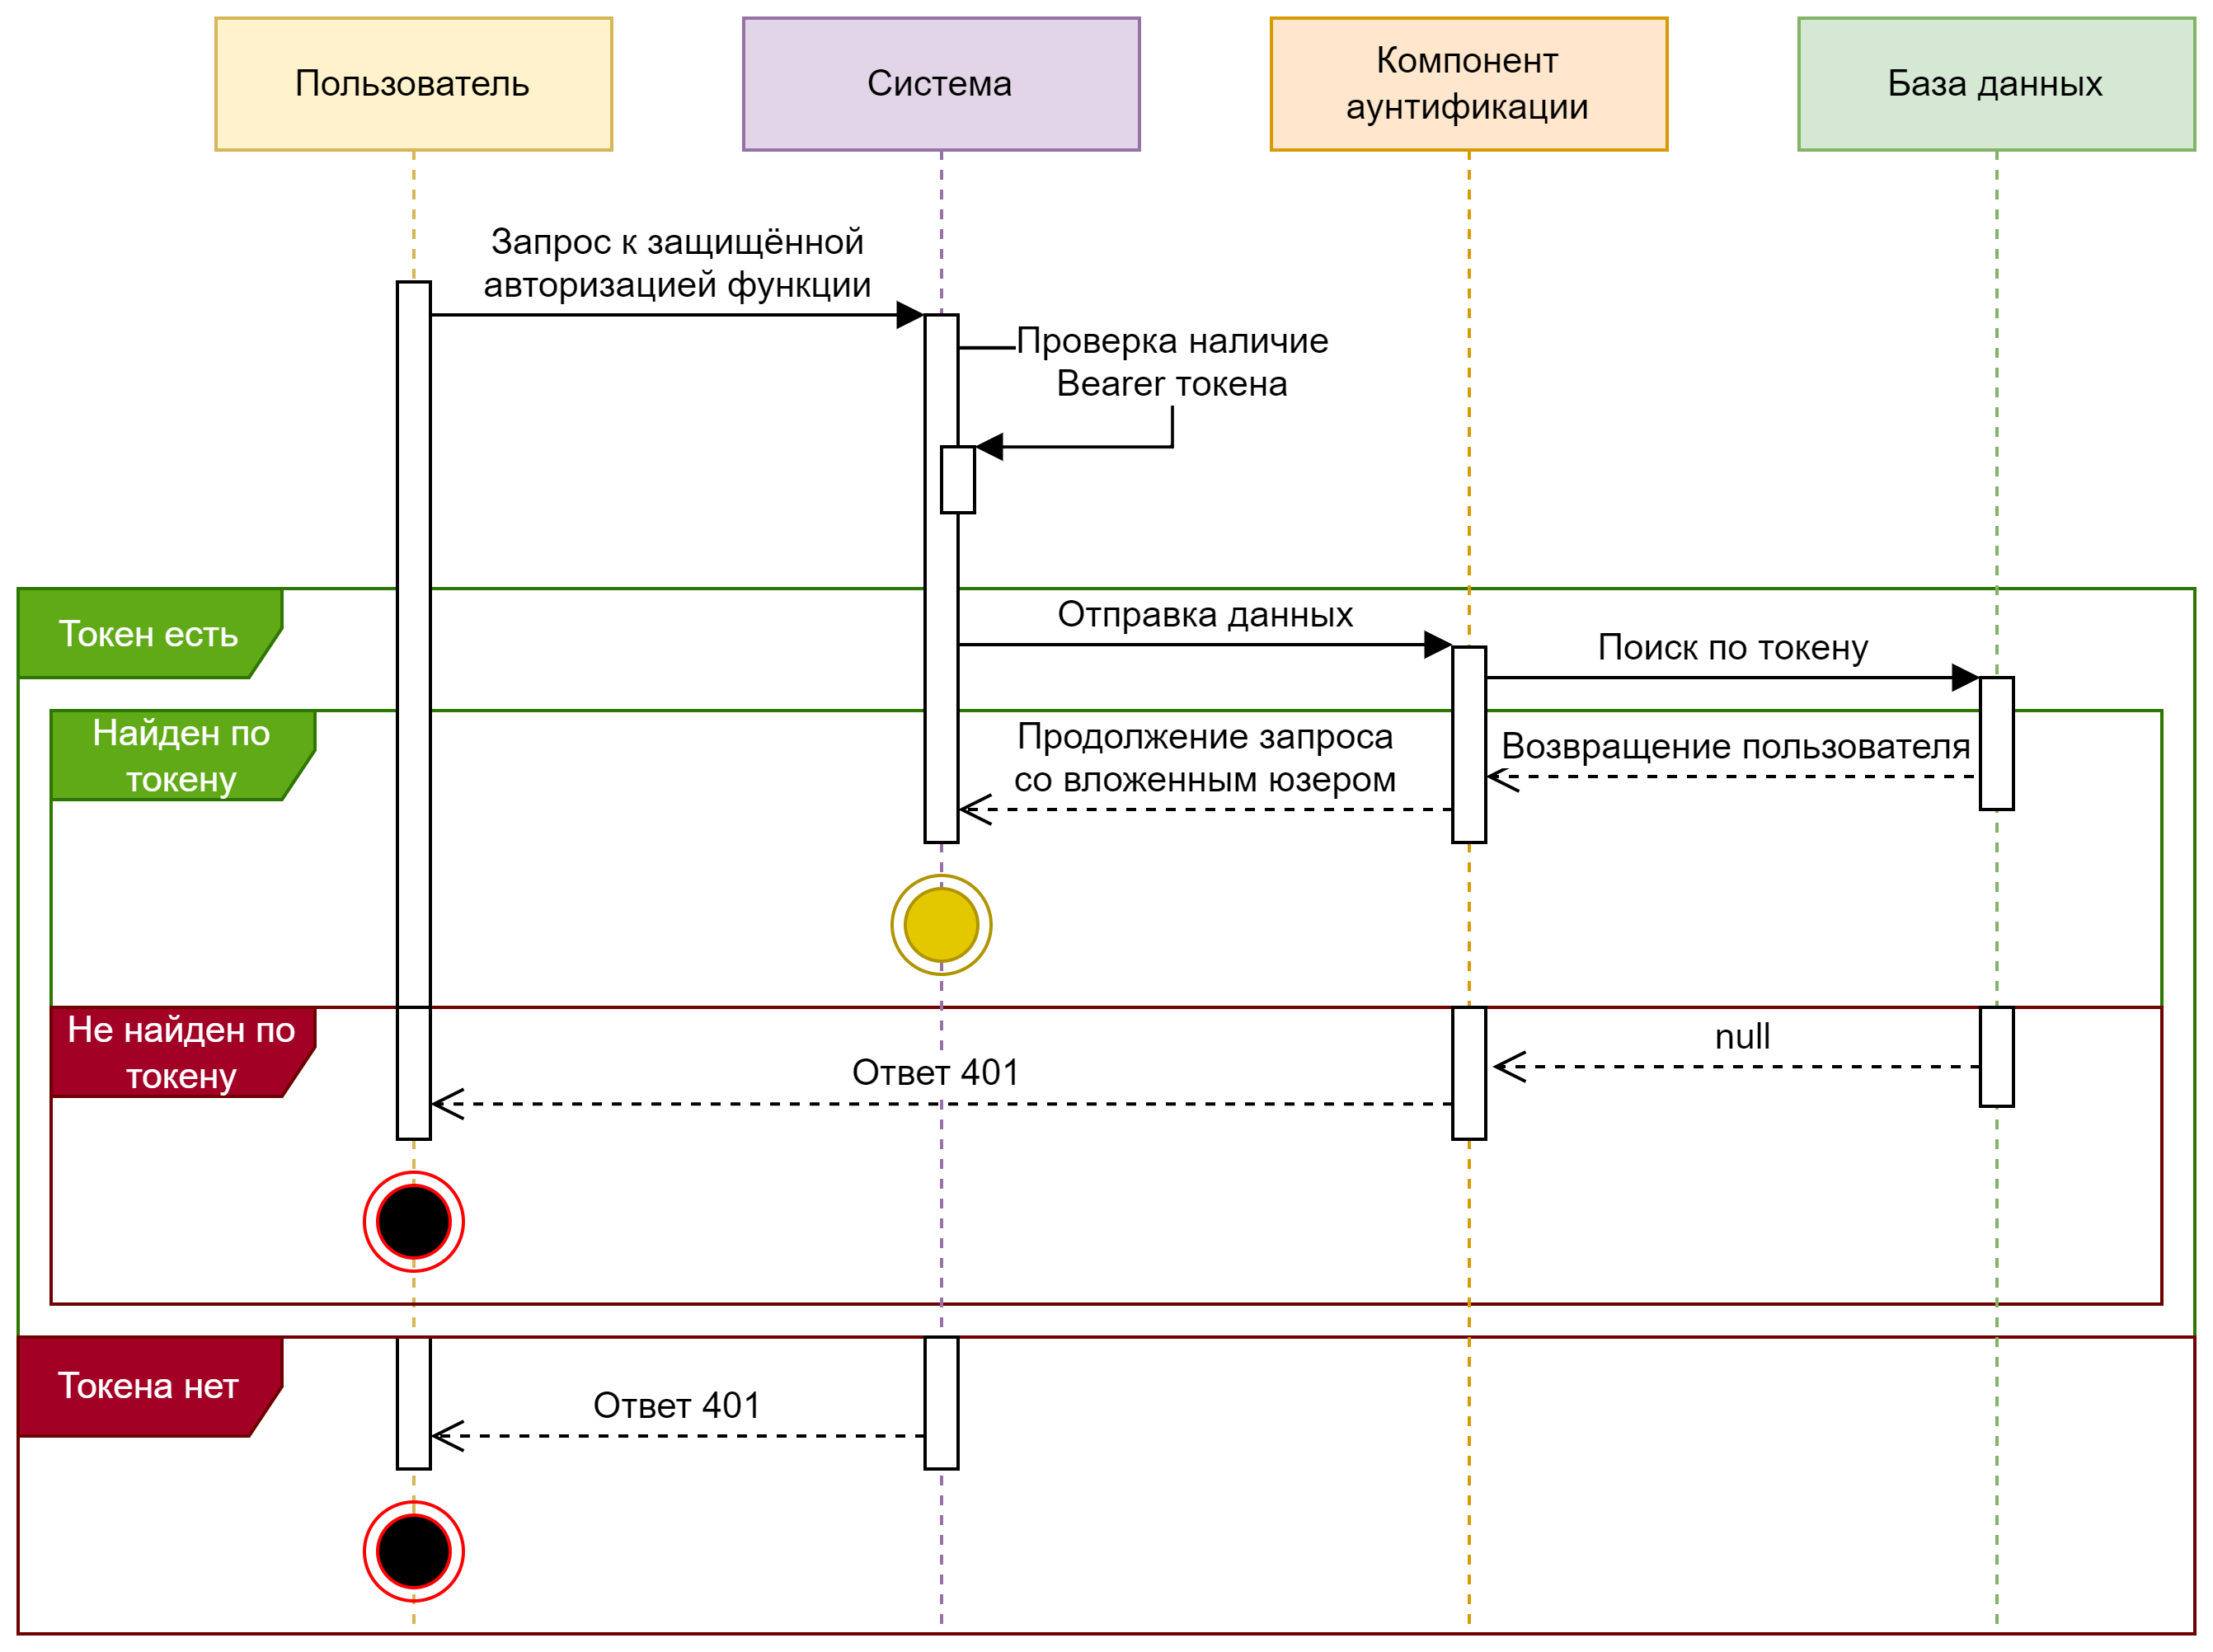 Пользователь
Система
Компонент
аунтификации
База данных
Запрос к защищённой
авторизацией функции
Проверка наличие
Bearer токена
Токен есть
Отправка данных
Поиск по токену
Найден по
токену
Продолжение запроса
со вложенным юзером
Возвращение пользователя
Не найден по
токену
null
Ответ 401
Токена нет
Ответ 401